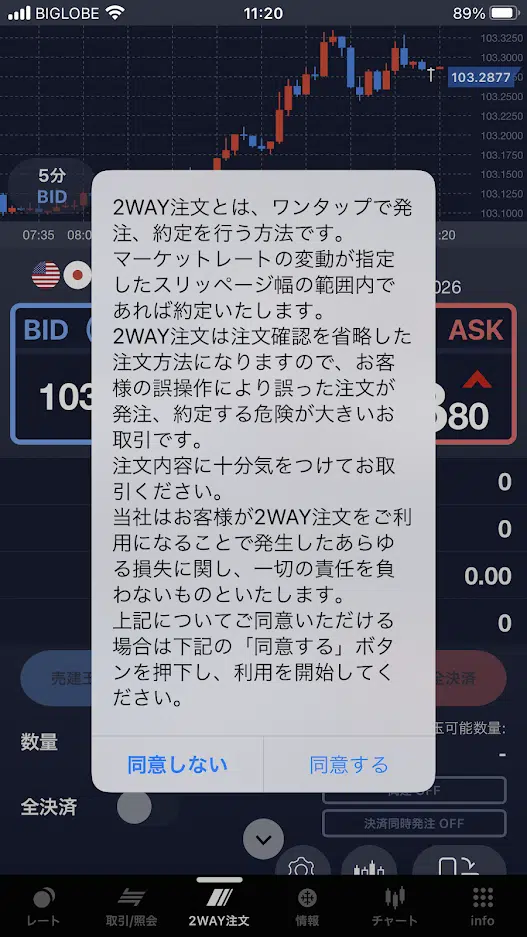 BIGLOBE 11:20 89%
103.3250
103.3000
103.2877
103.2500
103.2250
103.2000
103.1750
103.1500
103.1250
103.1000
5分
BID
07:35
2WAY注文とは、ワンタップで発
注、約定を行う方法です。
マーケットレートの変動が指定
したスリッページ幅の範囲内で
あれば約定いたします。
2WAY注文は注文確認を省略した
注文方法になりますので、お客
様の誤操作により誤った注文が
発注、約定する危険が大きいお
取引です。
注文内容に十分気をつけてお取
引ください。
当社はお客様が2WAY注文をご利
用になることで発生したあらゆ
る損失に関し、一切の責任を負
わないものといたします。
上記についてご同意いただける
場合は下記の「同意する」ボタ
ンを押下し、利用を開始してく
ださい。
同意しない 同意する
BID ASK
103 80
0
0
0.00
0
全決済
数量
玉可能数量:
-
全決済
決済同時発注 OFF
レート 取引/照会 2WAY注文 情報 チャート info